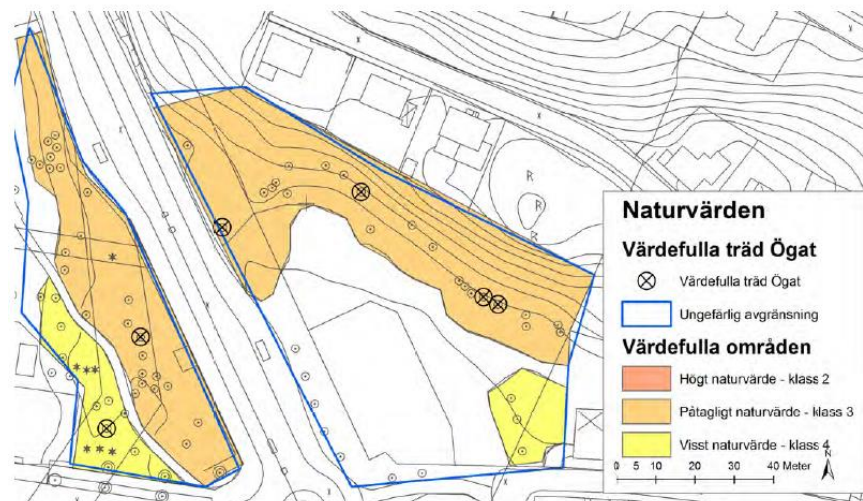 R
R
R
Naturvärden
Värdefulla träd Ögat
Värdefulla träd Ögat
Ungefärlig avgränsning
Värdefulla områden
Högt naturvärde - klass 2
Påtagligt naturvärde - klass 3
Visst naturvärde - klass 4
N
0 5 10 20 30 40 Meter